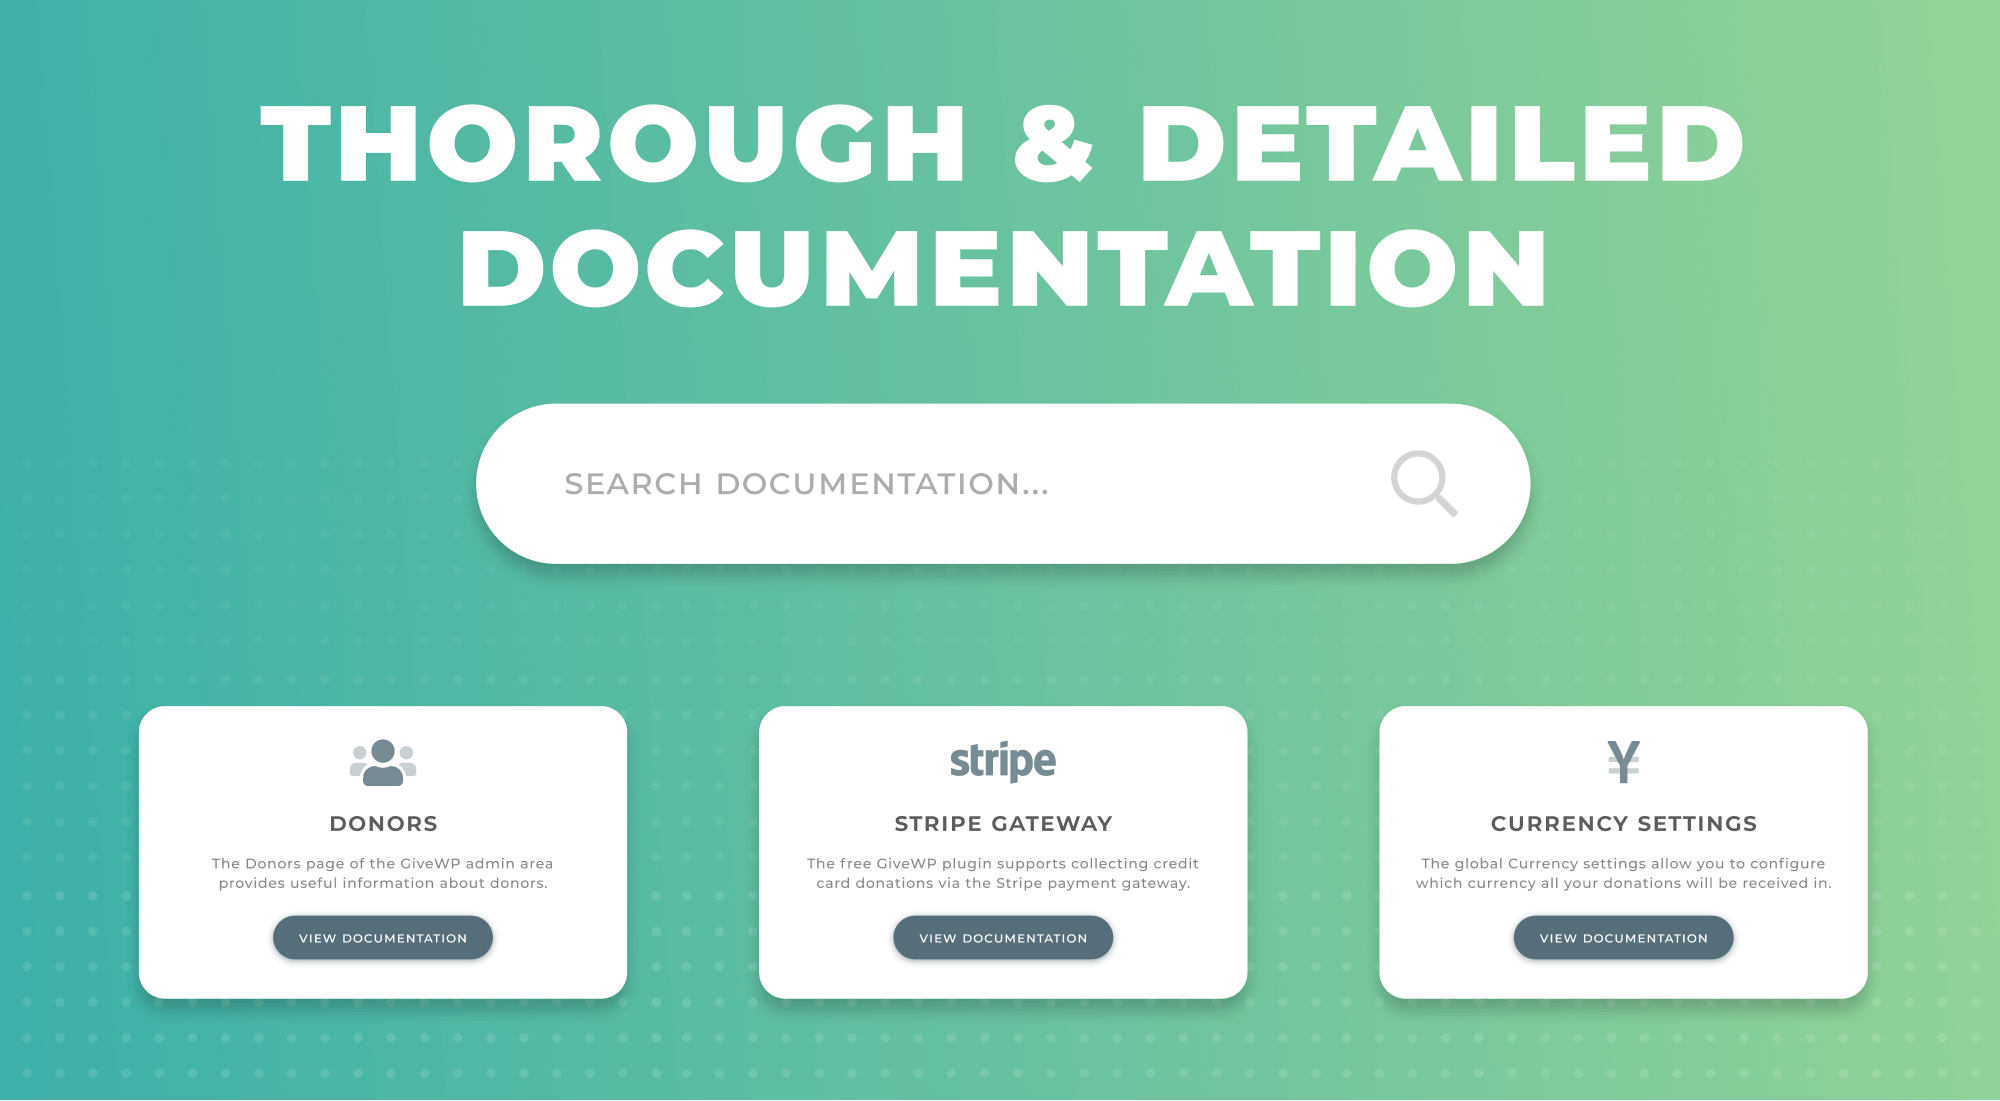 THOROUGH & DETAILED
DOCUMENTATION
SEARCH DOCUMENTATION...
DONORS
The Donors page of the GiveWP admin area
provides useful information about donors.
VIEW DOCUMENTATION
stripe
STRIPE GATEWAY
The free GiveWP plugin supports collecting credit
card donations via the Stripe payment gateway.
VIEW DOCUMENTATION
¥
CURRENCY SETTINGS
The global Currency settings allow you to configure
which currency all your donations will be received in.
VIEW DOCUMENTATION